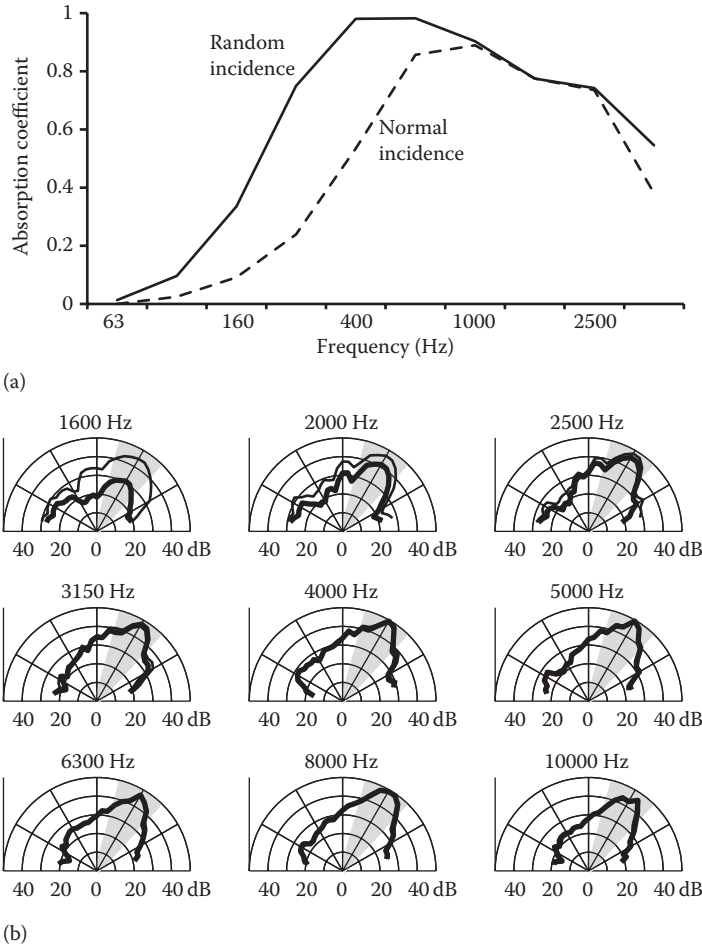 1
0.8
0.6
0.4
0.2
0
Absorption coefficient
Random
incidence
Normal
incidence
63 160 400 1000 2500
Frequency (Hz)
(a)
1600 Hz 2000 Hz 2500 Hz
40 20 0 20 40 dB 40 20 0 20 40 dB 40 20 0 20 40 dB
3150 Hz 4000 Hz 5000 Hz
40 20 0 20 40 dB 40 20 0 20 40 dB 40 20 0 20 40 dB
6300 Hz 8000 Hz 10000 Hz
40 20 0 20 40 dB 40 20 0 20 40 dB 40 20 0 20 40 dB
(b)